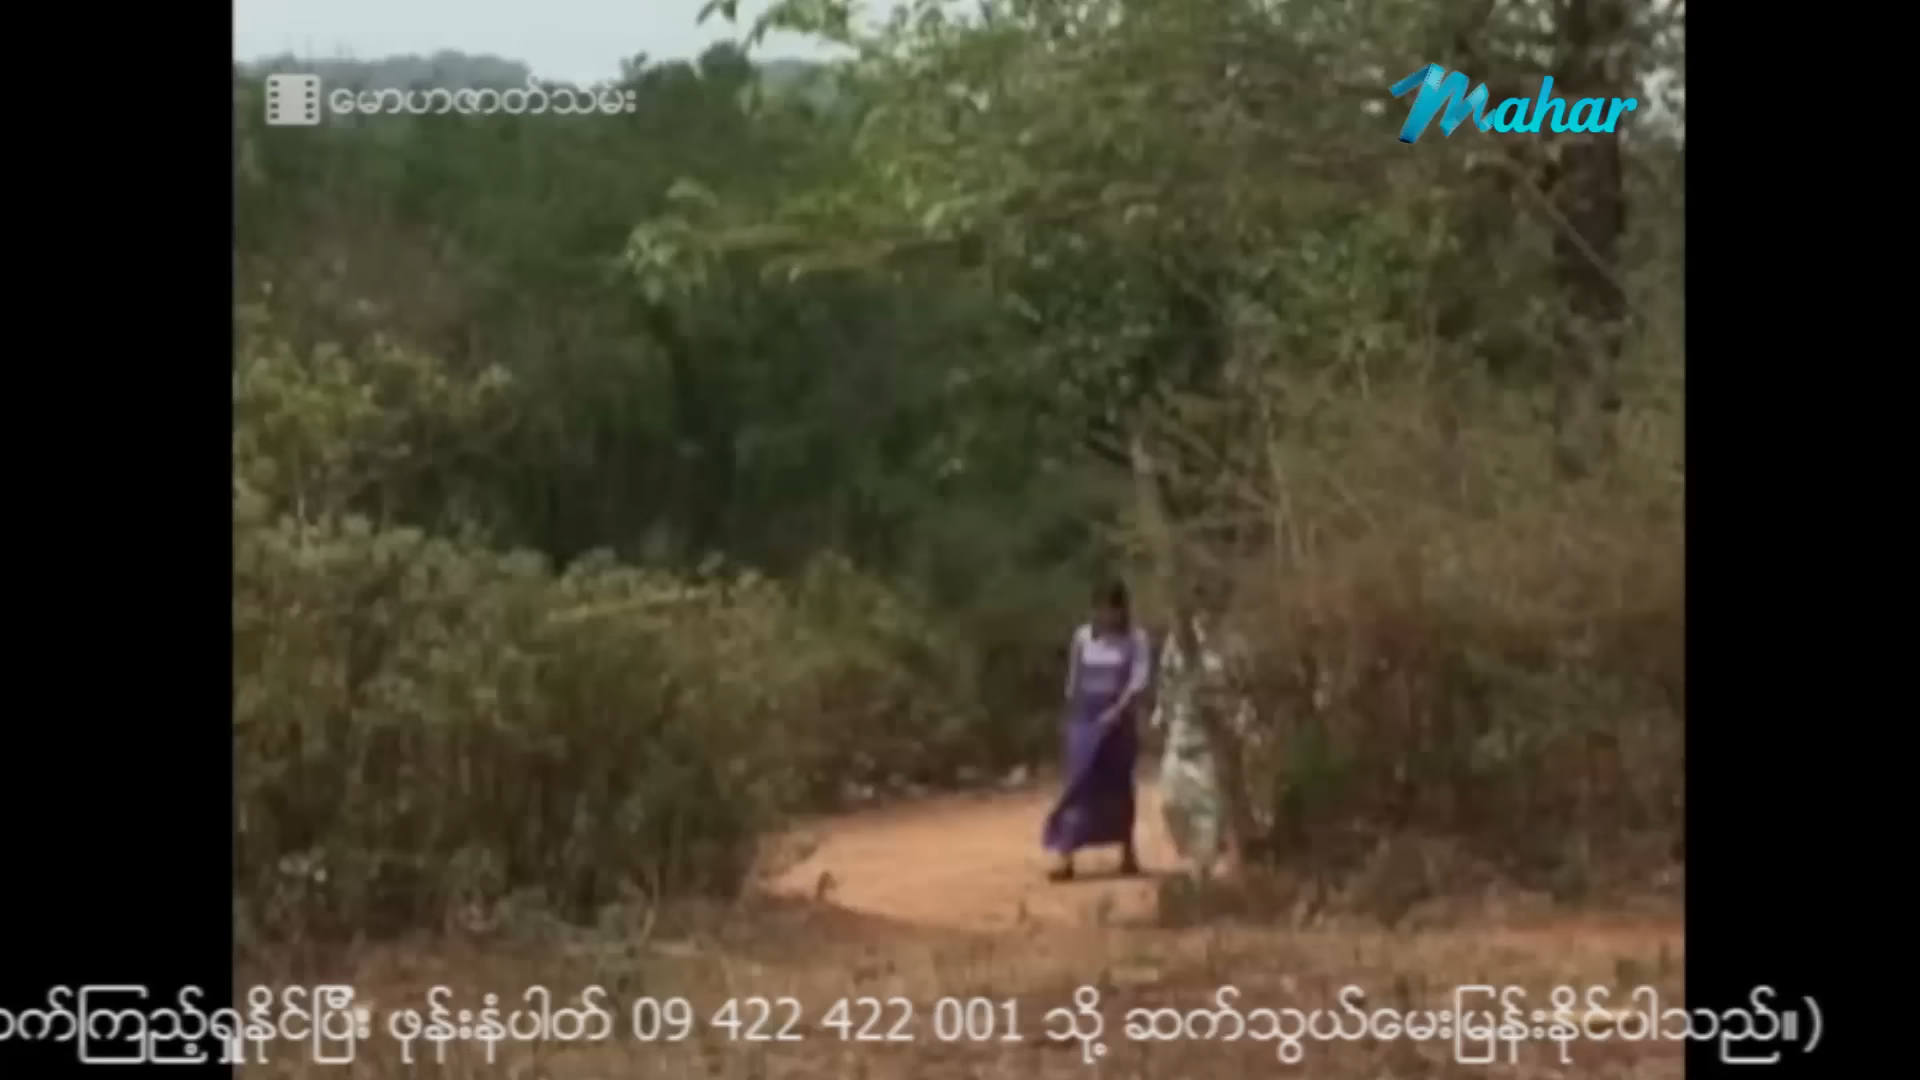 မောဟဇာတ်သမား
Mahar
က်ကြည့်ရှုနိုင်ပြီး ဖုန်းနံပါတ် 09 422 422 001 သို့ ဆက်သွယ်မေးမြန်းနိုင်ပါသည်။)